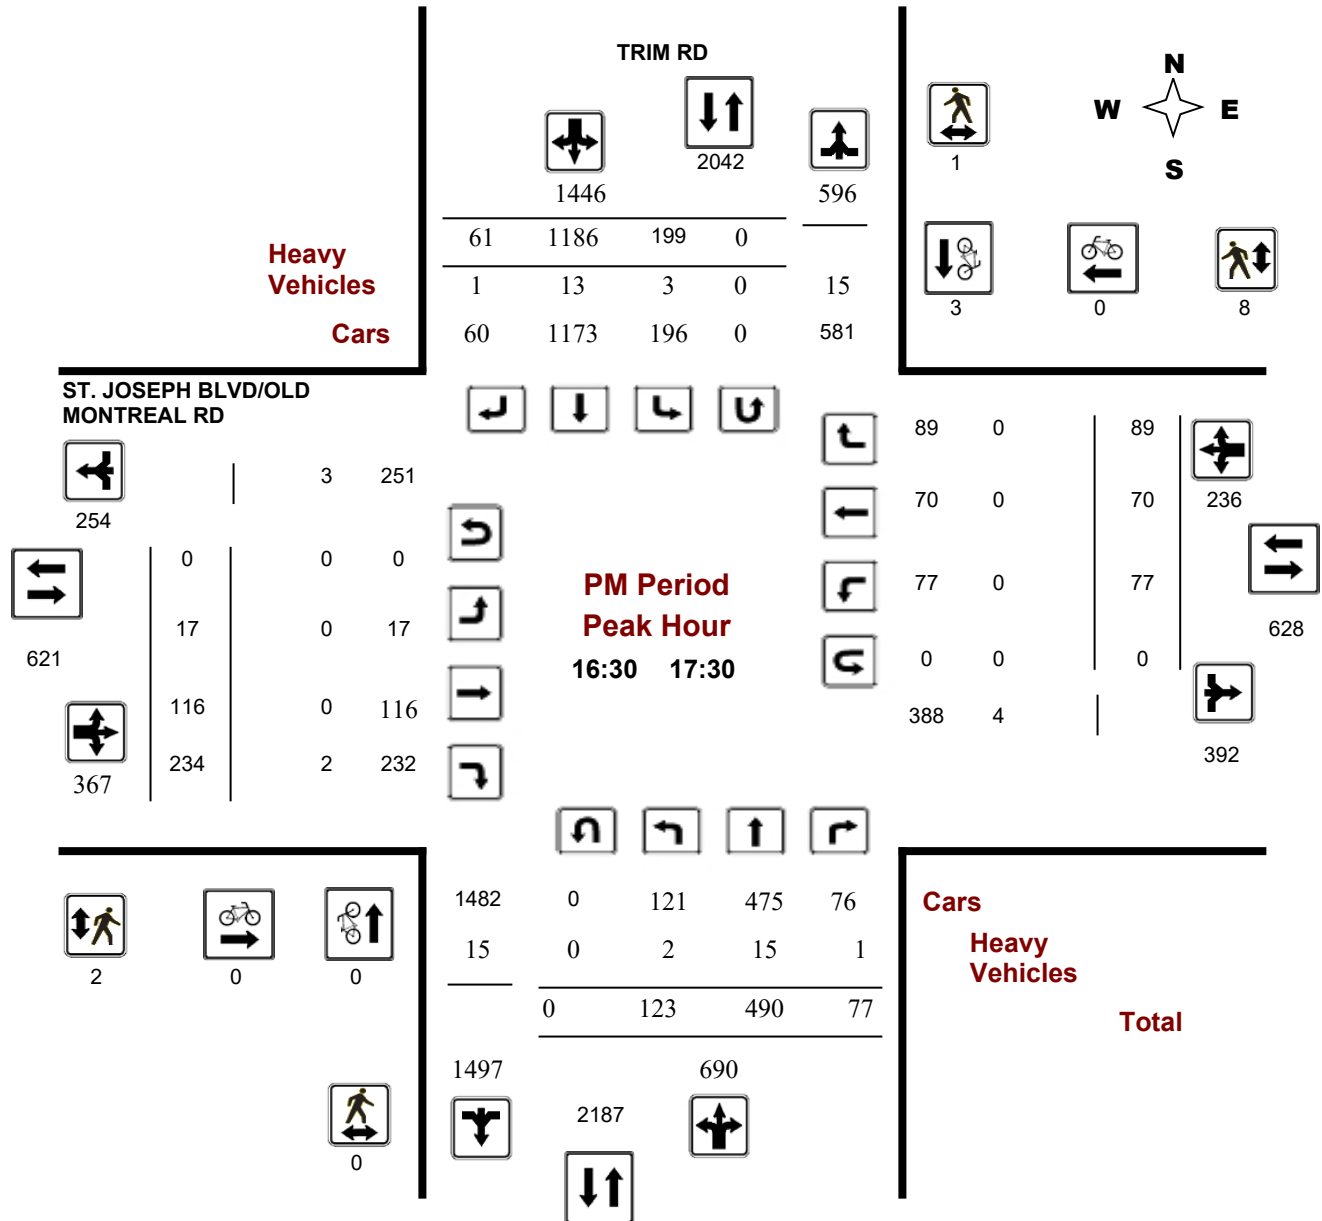 TRIM RD
N
W E
S
2042
1
1446
596
61 1186 199 0
Heavy
Vehicles
1 13 3 0 15
Cars
60 1173 196 0 581
3 0 8
ST. JOSEPH BLVD/OLD
MONTREAL RD
89 0 89
3 251
254
70 0 70 236
0 0 0
PM Period
Peak Hour
16:30 17:30
77 0 77
17 0 17
628
621
0 0 0
116 0 116
388 4
392
234 2 232
367
1482 0 121 475 76
Cars
15 0 2 15 1
Heavy
Vehicles
2 0 0
0 123 490 77
Total
1497 690
2187
0